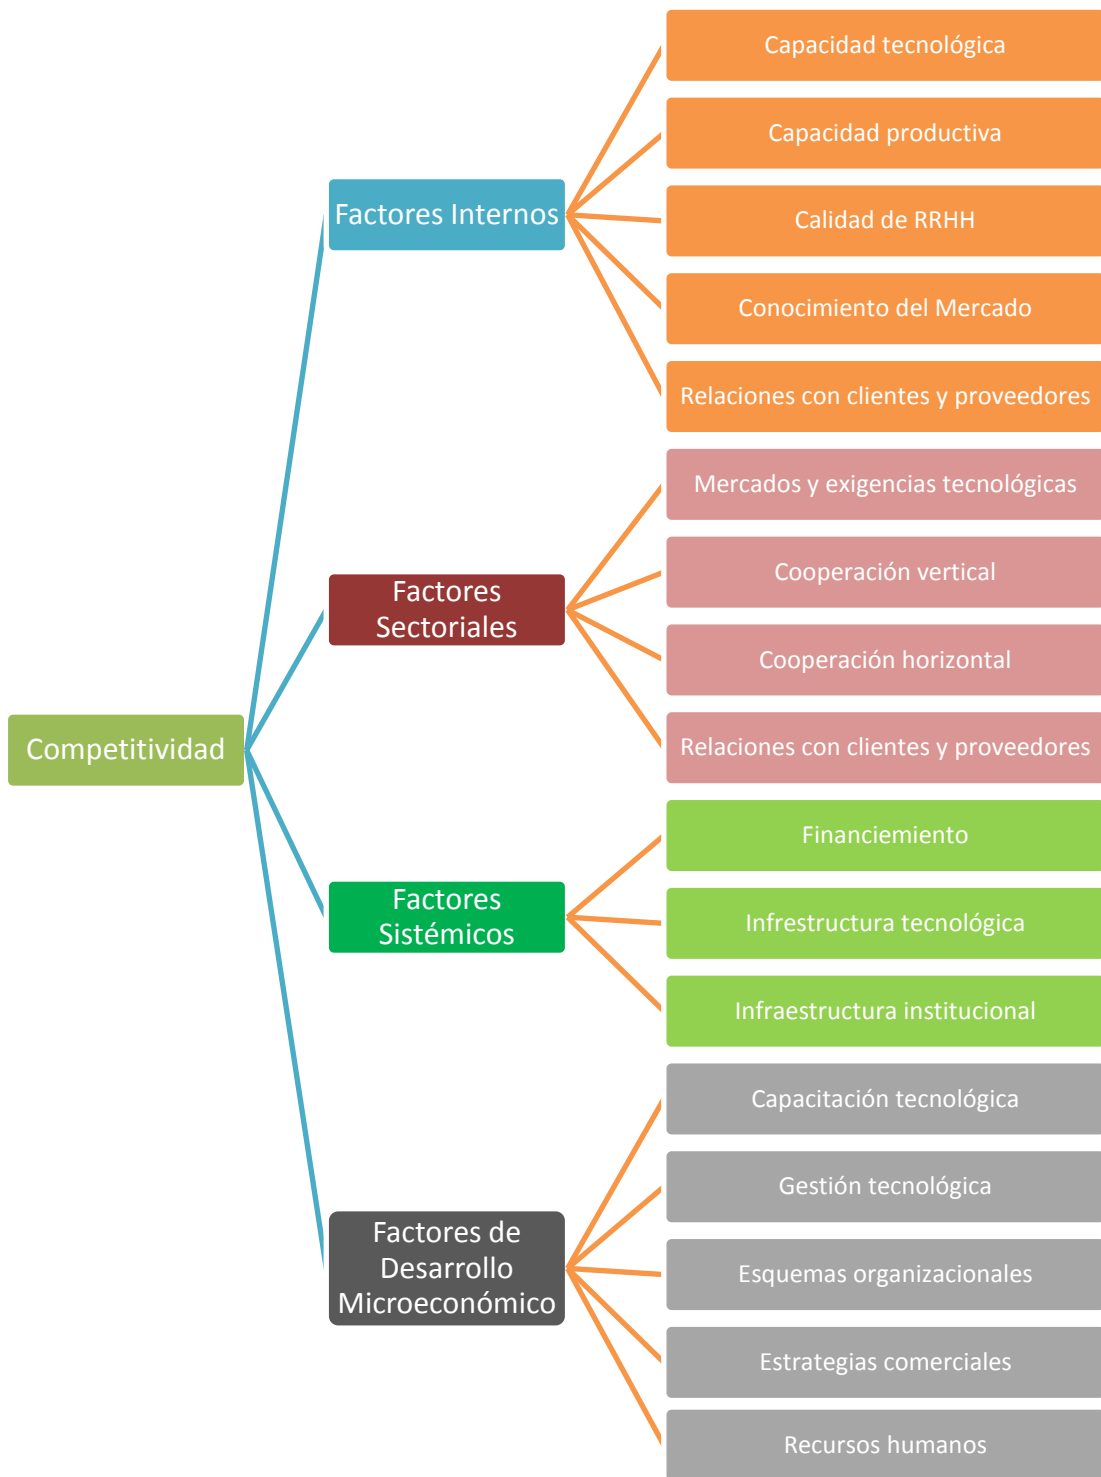 Competitividad
Factores Internos
Capacidad tecnológica
Capacidad productiva
Calidad de RRHH
Conocimiento del Mercado
Relaciones con clientes y proveedores
Factores
Sectoriales
Mercados y exigencias tecnológicas
Cooperación vertical
Cooperación horizontal
Relaciones con clientes y proveedores
Factores
Sistémicos
Financiemiento
Infrestructura tecnológica
Infraestructura institucional
Factores de
Desarrollo
Microeconómico
Capacitación tecnológica
Gestión tecnológica
Esquemas organizacionales
Estrategias comerciales
Recursos humanos